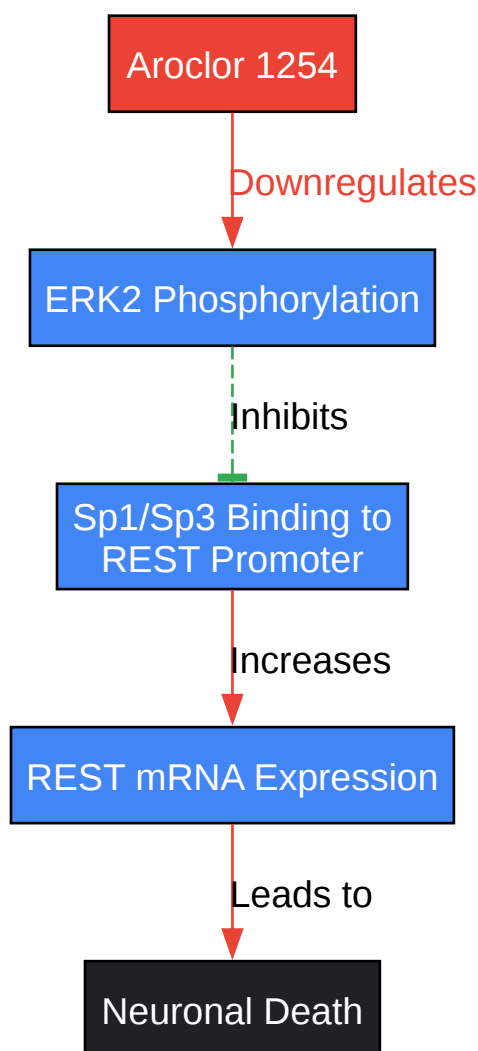 Aroclor 1254
Downregulates
ERK2 Phosphorylation
Inhibits
Sp1/Sp3 Binding to
REST Promoter
Increases
REST mRNA Expression
Leads to
Neuronal Death